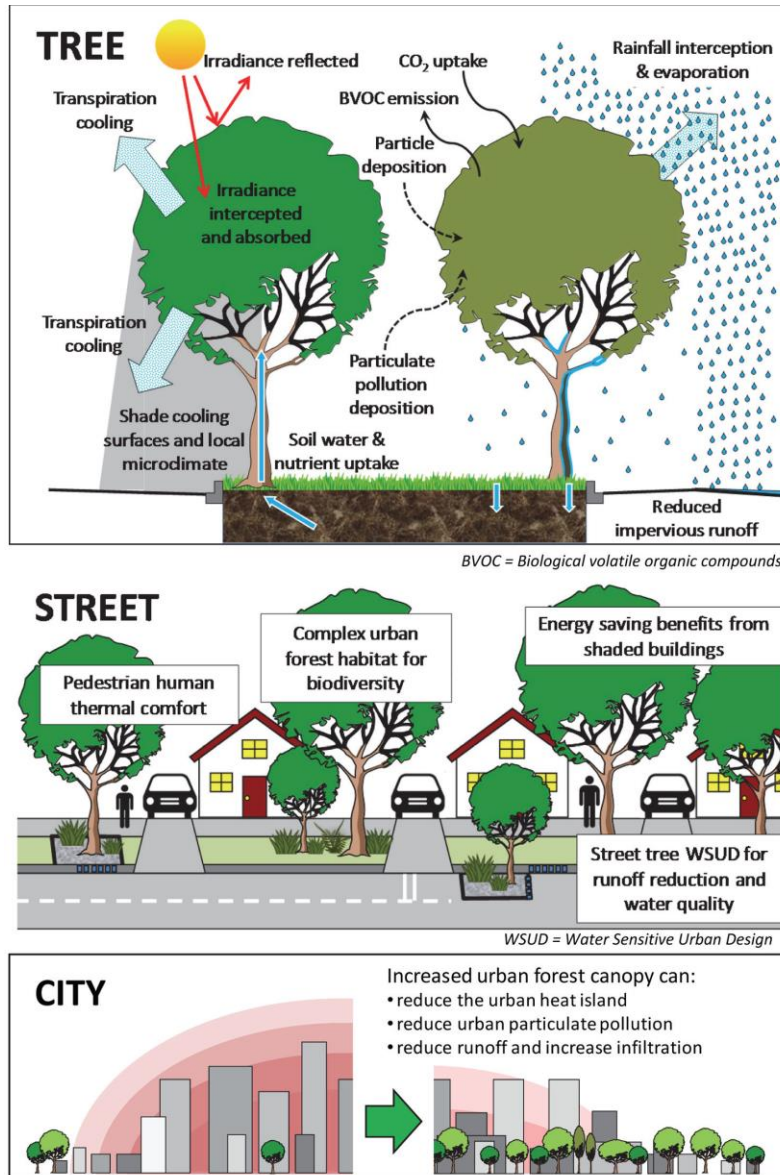 TREE
Irradiance reflected
Transpiration
cooling
Irradiance
intercepted
and absorbed
Transpiration
cooling
Shade cooling
surfaces and local
microclimate
Soil water &
nutrient uptake
CO₂ uptake
BVOC emission
Particle
deposition
Particulate
pollution
deposition
Rainfall interception
& evaporation
Reduced
impervious runoff
BVOC = Biological volatile organic compounds
STREET
Pedestrian human
thermal comfort
Complex urban
forest habitat for
biodiversity
Energy saving benefits from
shaded buildings
Street tree WSUD for
runoff reduction and
water quality
WSUD = Water Sensitive Urban Design
CITY
Increased urban forest canopy can:
• reduce the urban heat island
• reduce urban particulate pollution
• reduce runoff and increase infiltration